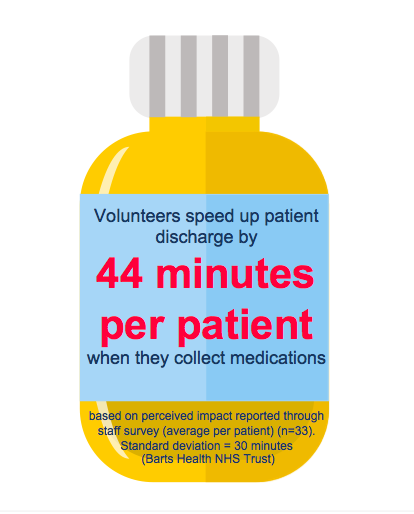 Volunteers speed up patient
discharge by
44 minutes
per patient
when they collect medications
based on perceived impact reported through
staff survey (average per patient) (n=33).
Standard deviation = 30 minutes
(Barts Health NHS Trust)